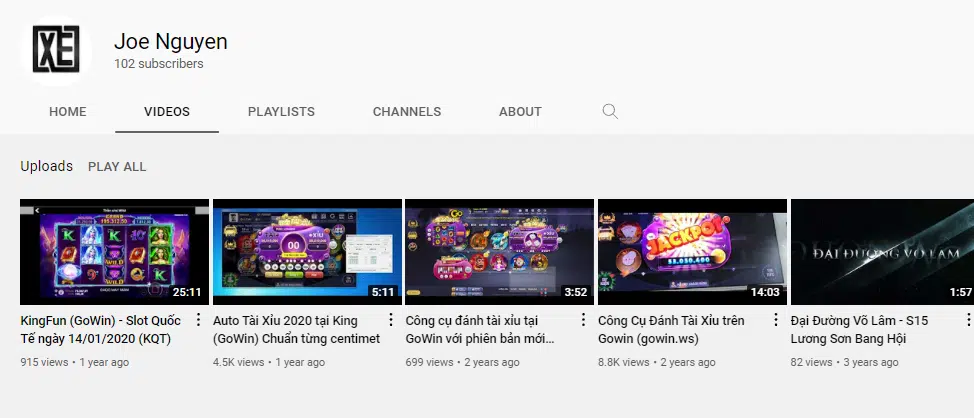 XE
Joe Nguyen
102 subscribers
HOME VIDEOS PLAYLISTS CHANNELS ABOUT
Uploads PLAY ALL
K K
WILD
K
WILD
25:11
00
5:11
Go
3:52
JACKPOT
14:03
ĐẠI ĐƯỜNG VÕ LÂM
1:57
KingFun (GoWin) - Slot Quốc
Tế ngày 14/01/2020 (KQT)
915 views • 1 year ago
Auto Tài Xỉu 2020 tại King
(GoWin) Chuẩn từng centimet
4.5K views • 1 year ago
Công cụ đánh tài xỉu tại
GoWin với phiên bản mới...
699 views • 2 years ago
Công Cụ Đánh Tài Xỉu trên
Gowin (gowin.ws)
8.8K views • 2 years ago
Đại Đường Võ Lâm - S15
Lương Sơn Bang Hội
82 views • 3 years ago